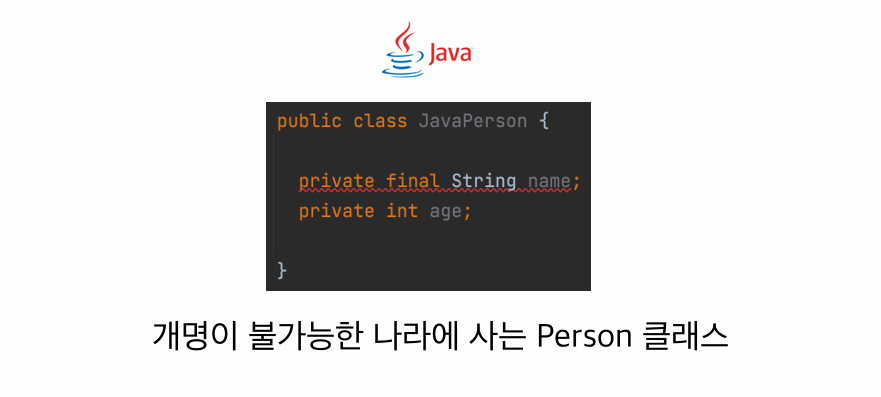 Java
public class JavaPerson {
private final String name;
private int age;
}
개명이 불가능한 나라에 사는 Person 클래스